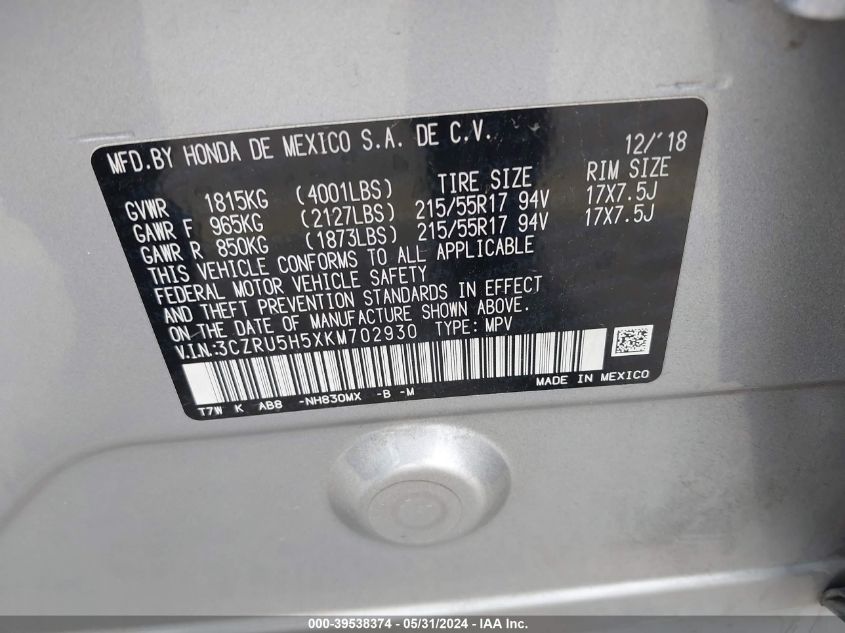 MFD.BY HONDA DE MEXICO S.A. DE C.V. 12/'18
GVWR 1815KG (4001LBS) TIRE SIZE RIM SIZE
GAWR F 965KG (2127LBS) 215/55R17 94V 17X7.5J
GAWR R 850KG (1873LBS) 215/55R17 94V 17X7.5J
THIS VEHICLE CONFORMS TO ALL APPLICABLE
FEDERAL MOTOR VEHICLE SAFETY
AND THEFT PREVENTION STANDARDS IN EFFECT
ON THE DATE OF MANUFACTURE SHOWN ABOVE.
V.I.N:3CZRU5H5XKM702930 TYPE: MPV
T7W K AB8 -NH830MX -B -M MADE IN MEXICO
000-39538374 - 05/31/2024 - IAA Inc.